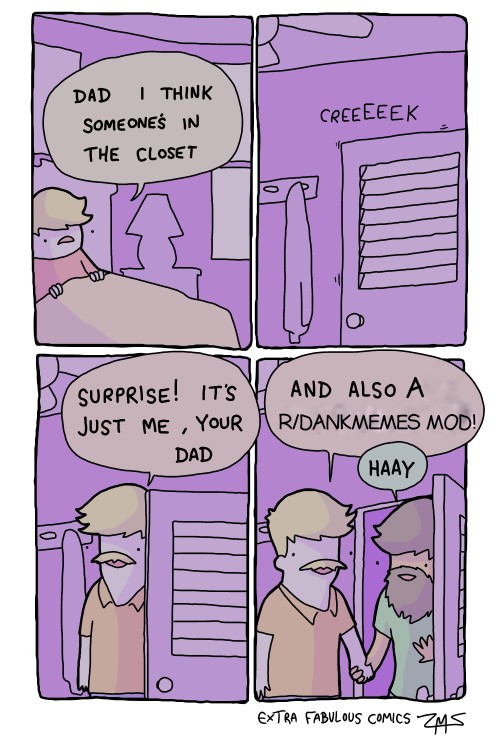 DAD I THINK
SOMEONE'S IN
THE CLOSET
CREEEEEK
SURPRISE! IT'S
JUST ME, YOUR
DAD
AND ALSO A
R/DANKMEMES MOD!
HAAY
EXTRA FABULOUS COMICS ZMS